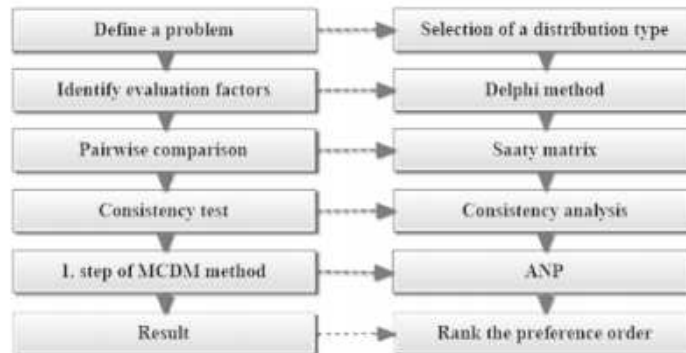 Define a problem
Selection of a distribution type
Identify evaluation factors
Delphi method
Pairwise comparison
Saaty matrix
Consistency test
Consistency analysis
1. step of MCDM method
ANP
Result
Rank the preference order